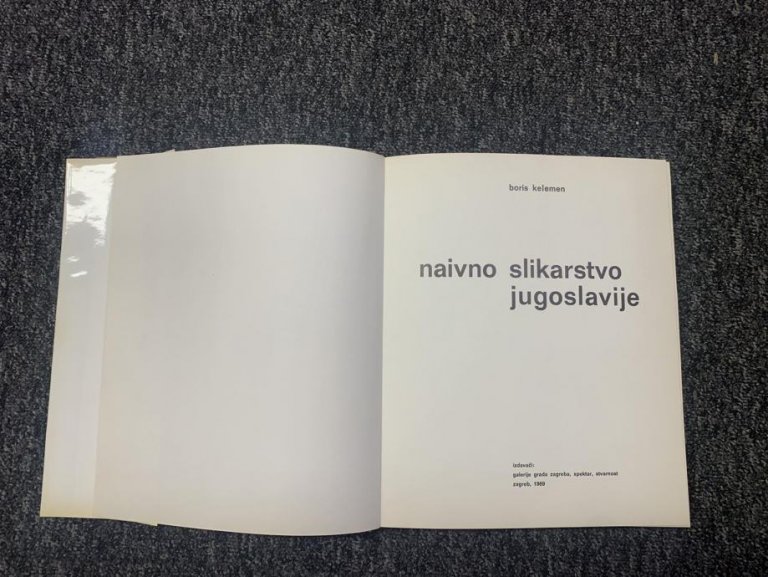 boris kelemen
naivno slikarstvo
jugoslavije
izdavači:
galerije grada zagreba, spektar, stvarnost
zagreb, 1969